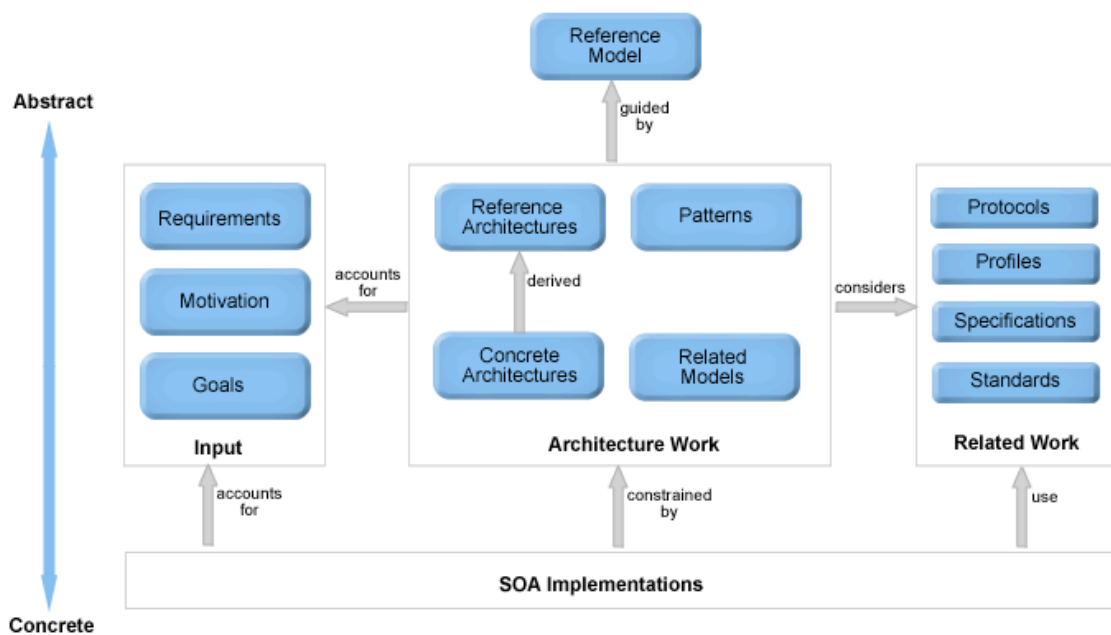 Reference
Model
Abstract
guided
by
Requirements
Motivation
Goals
Input
accounts
for
Reference
Architectures
Patterns
derived
Concrete
Architectures
Related
Models
Architecture Work
considers
Protocols
Profiles
Specifications
Standards
Related Work
accounts
for
constrained
by
use
SOA Implementations
Concrete